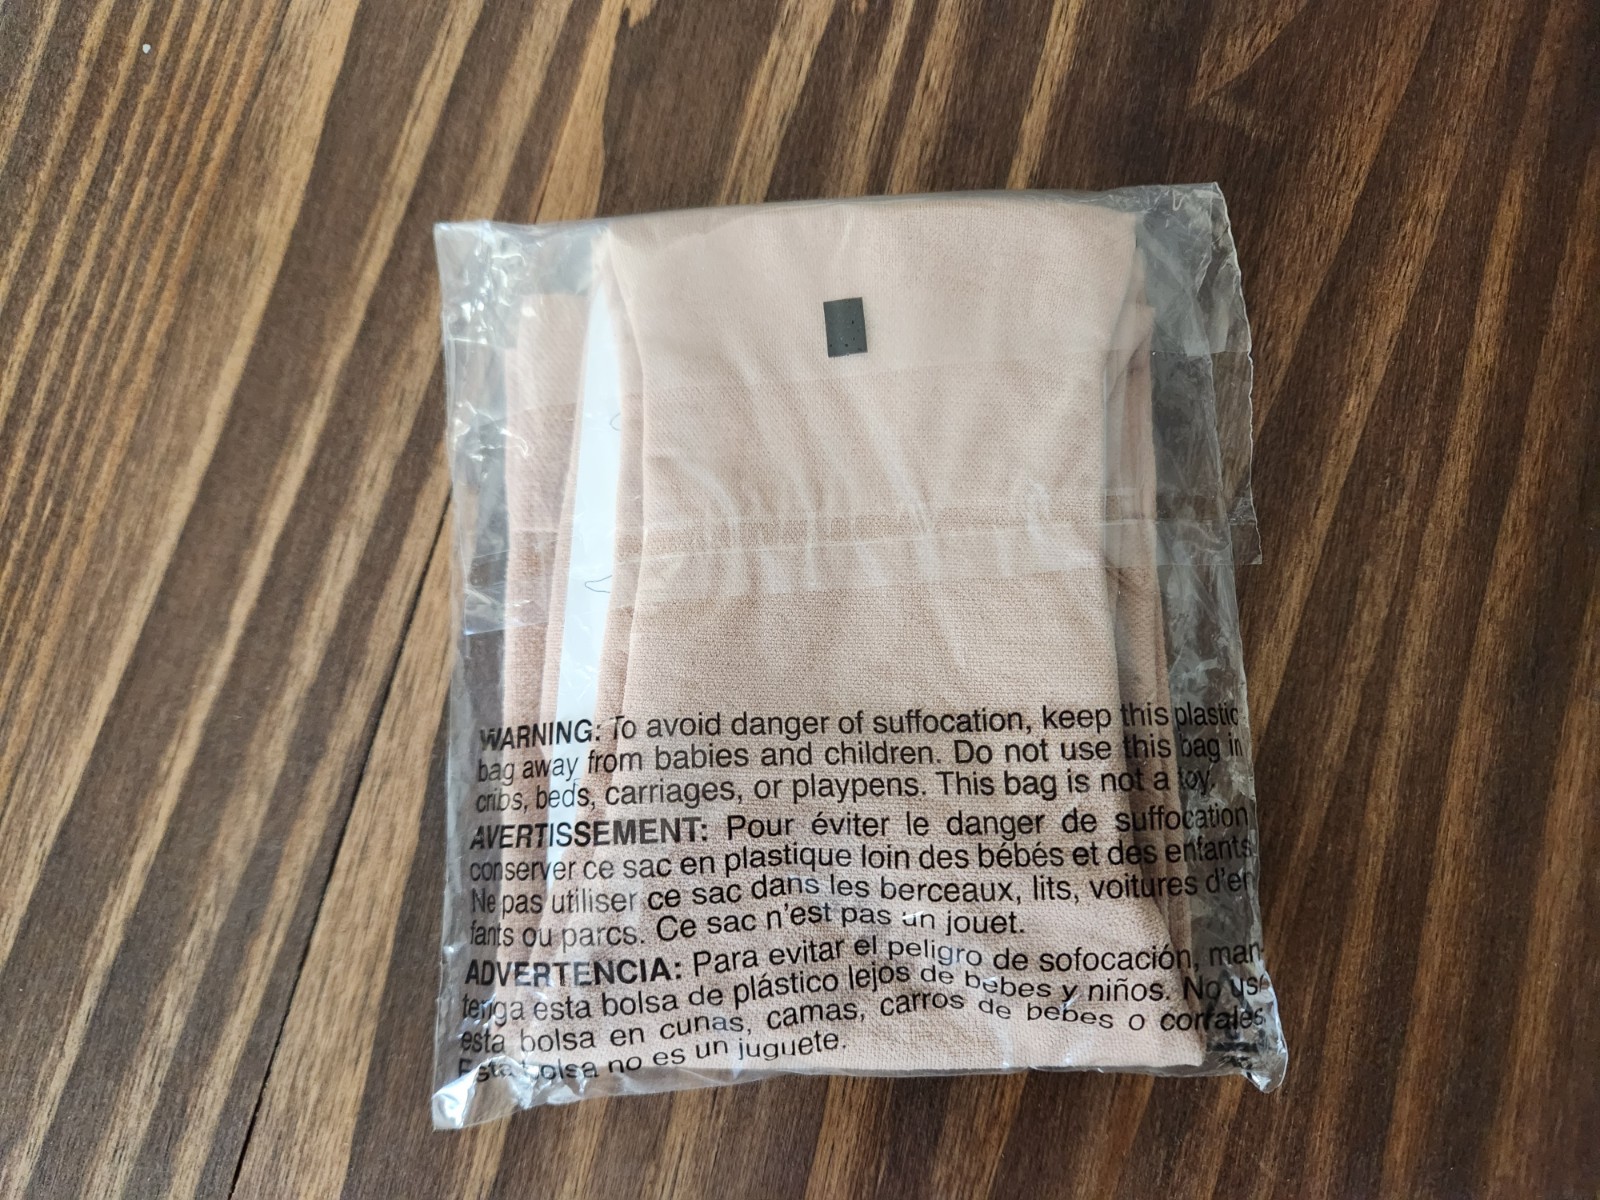 WARNING: To avoid danger of suffocation, keep this plastic
bag away from babies and children. Do not use this bag in
cribs, beds, carriages, or playpens. This bag is not a toy.
AVERTISSEMENT: Pour éviter le danger de suffocation
conserver ce sac en plastique loin des bébés et des enfants
Ne pas utiliser ce sac dans les berceaux, lits, voitures d'en
fants ou parcs. Ce sac n'est pas un jouet.
ADVERTENCIA: Para evitar el peligro de sofocación, man-
tenga esta bolsa de plástico lejos de bebes y niños. No use
esta bolsa en cunas, camas, carros de bebes o corrales
Esta bolsa no es un juguete.